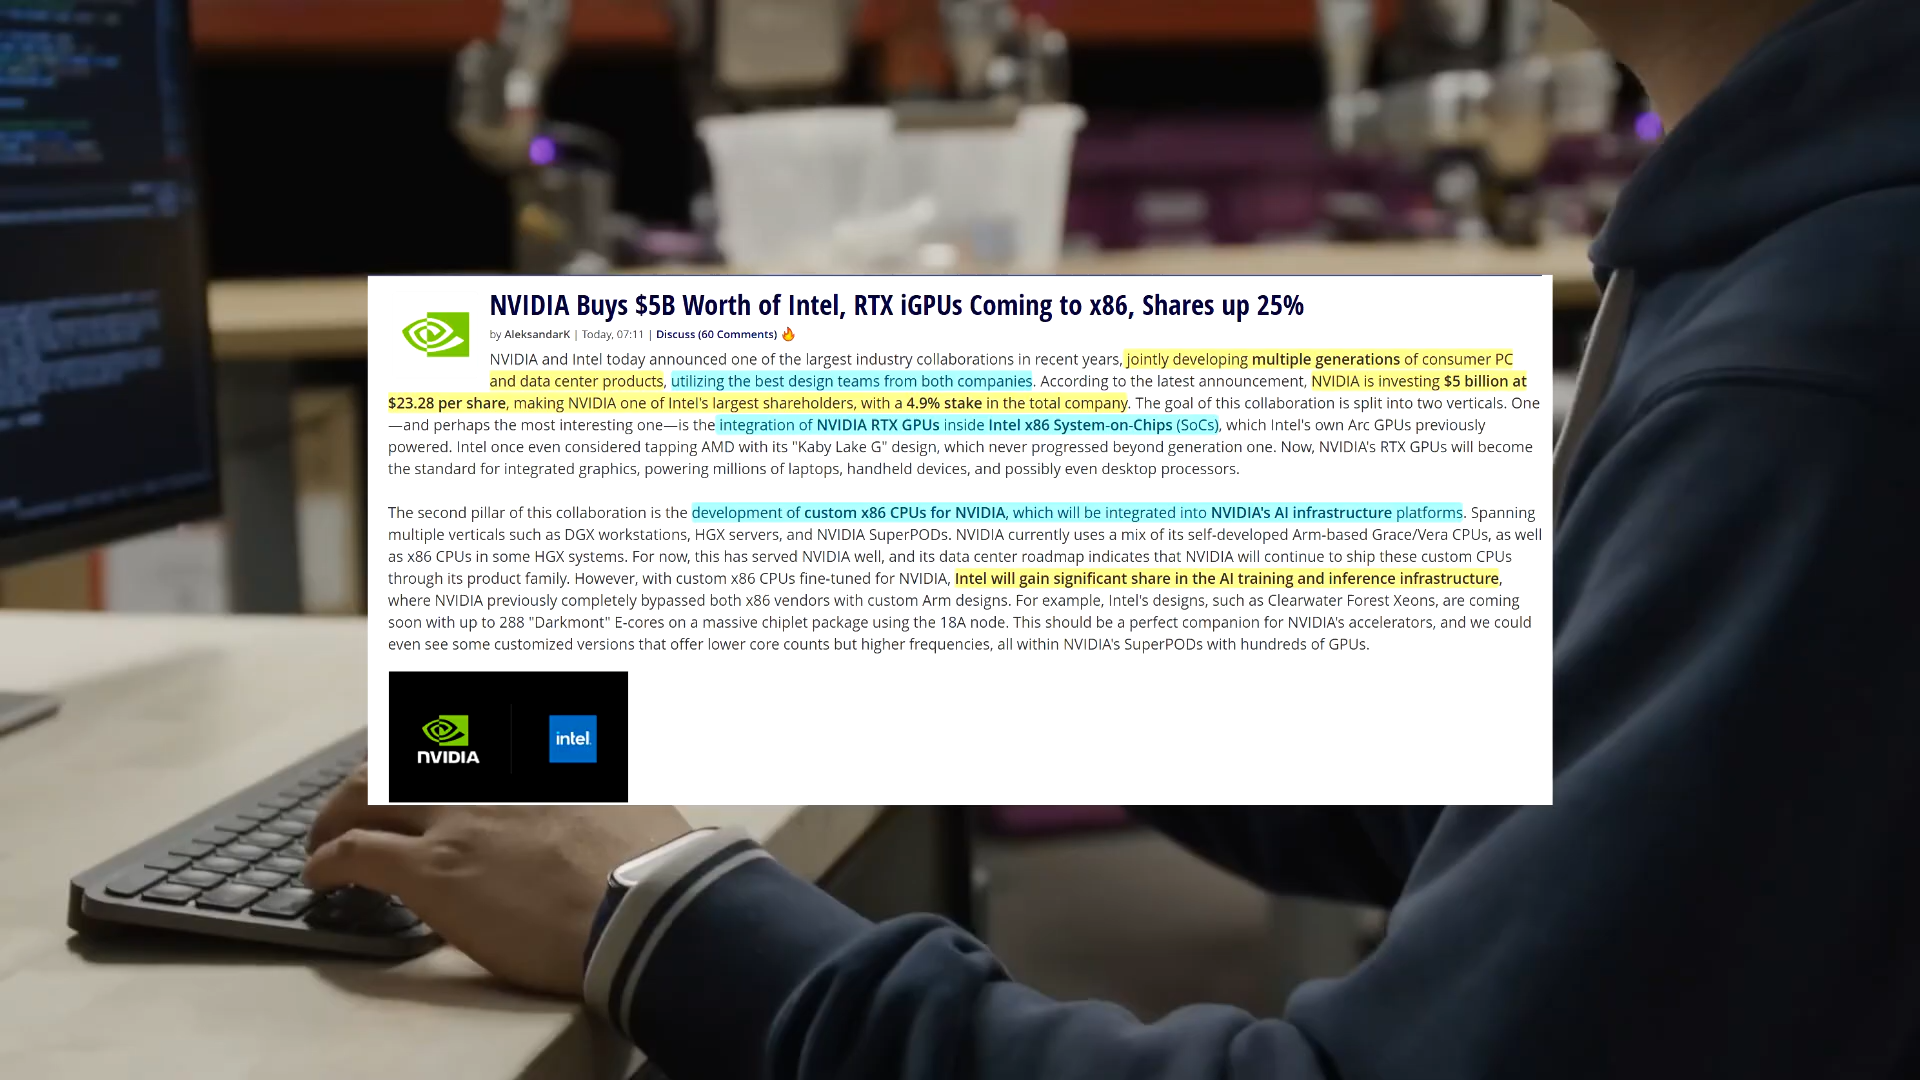 NVIDIA Buys $5B Worth of Intel, RTX iGPUs Coming to x86, Shares up 25%
by AleksandarK | Today, 07:11 | Discuss (60 Comments) 🔥
NVIDIA and Intel today announced one of the largest industry collaborations in recent years, jointly developing multiple generations of consumer PC
and data center products, utilizing the best design teams from both companies. According to the latest announcement, NVIDIA is investing $5 billion at
$23.28 per share, making NVIDIA one of Intel's largest shareholders, with a 4.9% stake in the total company. The goal of this collaboration is split into two verticals. One
—and perhaps the most interesting one—is the integration of NVIDIA RTX GPUs inside Intel x86 System-on-Chips (SoCs), which Intel's own Arc GPUs previously
powered. Intel once even considered tapping AMD with its "Kaby Lake G" design, which never progressed beyond generation one. Now, NVIDIA's RTX GPUs will become
the standard for integrated graphics, powering millions of laptops, handheld devices, and possibly even desktop processors.
The second pillar of this collaboration is the development of custom x86 CPUs for NVIDIA, which will be integrated into NVIDIA's AI infrastructure platforms. Spanning
multiple verticals such as DGX workstations, HGX servers, and NVIDIA SuperPODs. NVIDIA currently uses a mix of its self-developed Arm-based Grace/Vera CPUs, as well
as x86 CPUs in some HGX systems. For now, this has served NVIDIA well, and its data center roadmap indicates that NVIDIA will continue to ship these custom CPUs
through its product family. However, with custom x86 CPUs fine-tuned for NVIDIA, Intel will gain significant share in the AI training and inference infrastructure,
where NVIDIA previously completely bypassed both x86 vendors with custom Arm designs. For example, Intel's designs, such as Clearwater Forest Xeons, are coming
soon with up to 288 "Darkmont" E-cores on a massive chiplet package using the 18A node. This should be a perfect companion for NVIDIA's accelerators, and we could
even see some customized versions that offer lower core counts but higher frequencies, all within NVIDIA's SuperPODs with hundreds of GPUs.
NVIDIA
intel